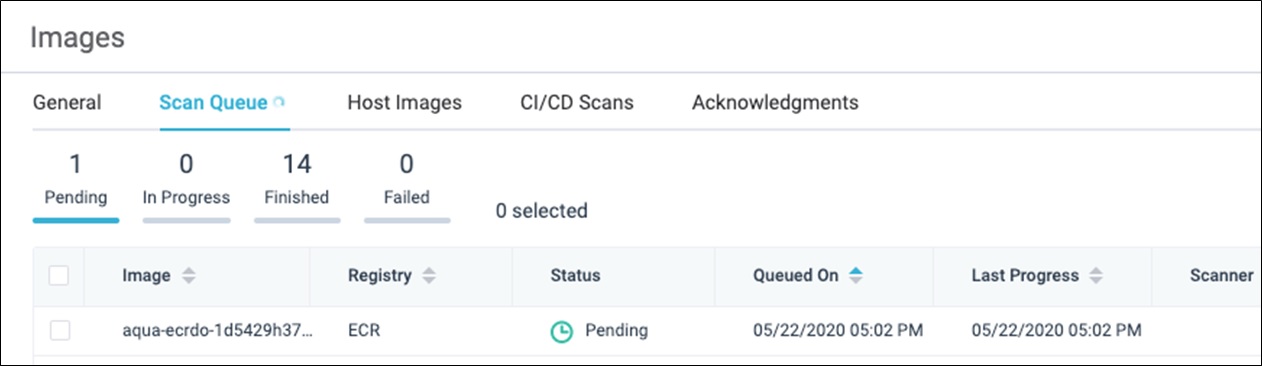 Images
General Scan Queue Host Images CI/CD Scans Acknowledgments
1 0 14 0
Pending In Progress Finished Failed
0 selected
Image Registry Status Queued On Last Progress Scanner
aqua-ecrdo-1d5429h37... ECR Pending 05/22/2020 05:02 PM 05/22/2020 05:02 PM